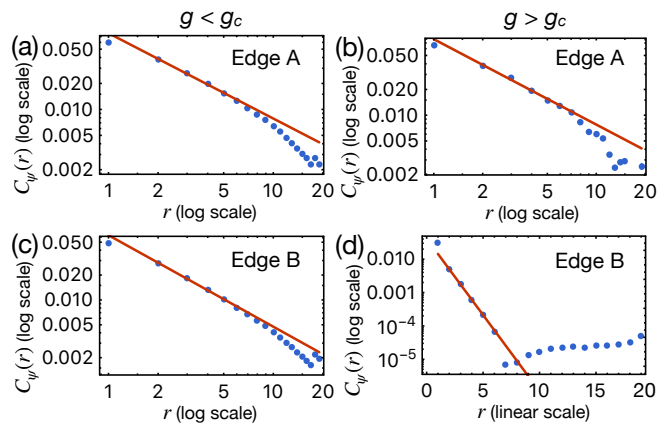 g < g_c
g > g_c
(a)
Edge A
0.050
0.020
0.010
0.005
0.002
C_ψ(r) (log scale)
1 2 5 10 20
r (log scale)
(b)
Edge A
0.050
0.020
0.010
0.005
0.002
C_ψ(r) (log scale)
1 2 5 10 20
r (log scale)
(c)
Edge B
0.050
0.020
0.010
0.005
0.002
C_ψ(r) (log scale)
1 2 5 10 20
r (log scale)
(d)
Edge B
0.010
0.001
10⁻⁴
10⁻⁵
C_ψ(r) (log scale)
0 5 10 15 20
r (linear scale)